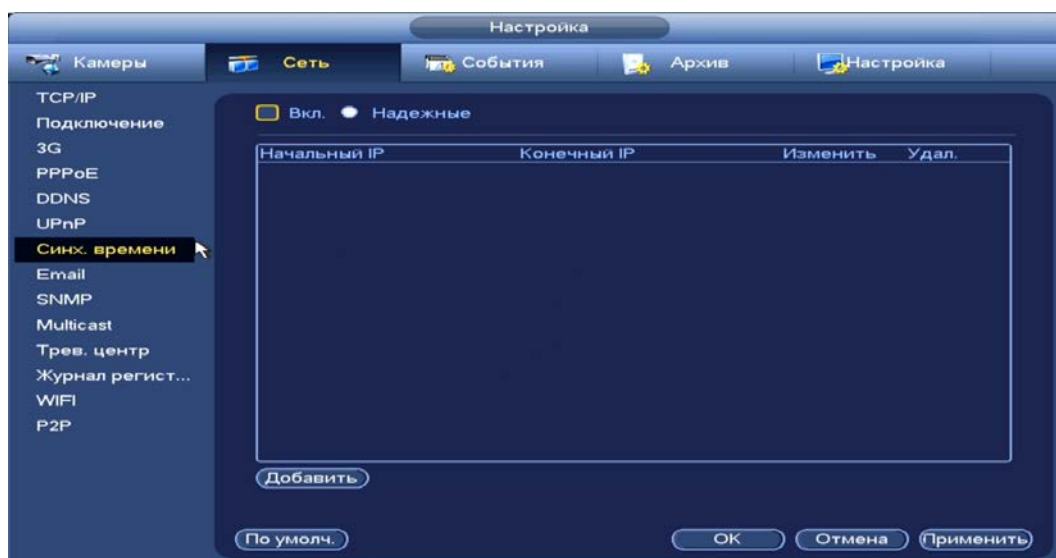 Настройка
Камеры Сеть События Архив Настройка
TCP/IP
Подключение
3G
PPPoE
DDNS
UPnP
Синх. времени
Email
SNMP
Multicast
Трев. центр
Журнал регист...
WIFI
P2P
Вкл. Надежные
Начальный IP Конечный IP Изменить Удал.
Добавить
По умолч. OK Отмена Применить